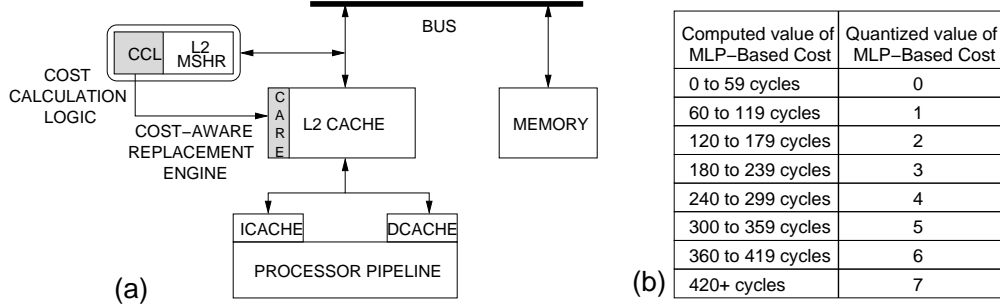 BUS
CCL
L2
MSHR
COST
CALCULATION
LOGIC
COST−AWARE
REPLACEMENT
ENGINE
C
A
R
E
L2 CACHE
MEMORY
ICACHE
DCACHE
PROCESSOR PIPELINE
(a)
Computed value of Quantized value of
MLP−Based Cost MLP−Based Cost
0 to 59 cycles 0
60 to 119 cycles 1
120 to 179 cycles 2
180 to 239 cycles 3
240 to 299 cycles 4
300 to 359 cycles 5
360 to 419 cycles 6
420+ cycles 7
(b)